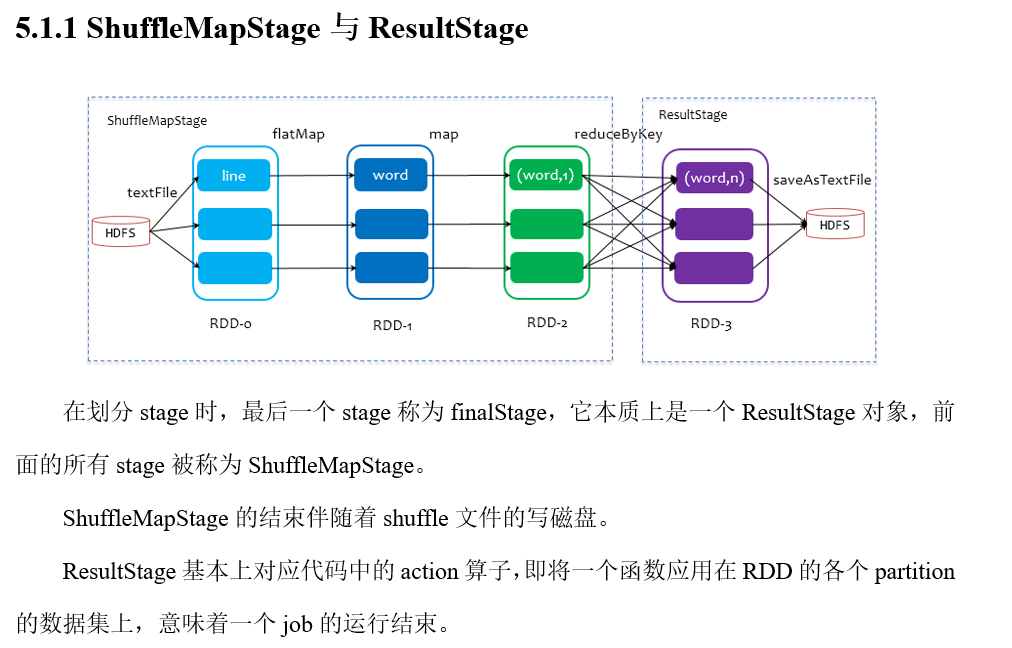 5.1.1 ShuffleMapStage 与 ResultStage
ShuffleMapStage
ResultStage
flatMap
map
reduceByKey
textFile
line
word
(word,1)
(word,n)
saveAsTextFile
HDFS
HDFS
RDD-0
RDD-1
RDD-2
RDD-3
在划分 stage 时，最后一个 stage 称为 finalStage，它本质上是一个 ResultStage 对象，前
面的所有 stage 被称为 ShuffleMapStage。
ShuffleMapStage 的结束伴随着 shuffle 文件的写磁盘。
ResultStage 基本上对应代码中的 action 算子，即将一个函数应用在 RDD 的各个 partition
的数据集上，意味着一个 job 的运行结束。